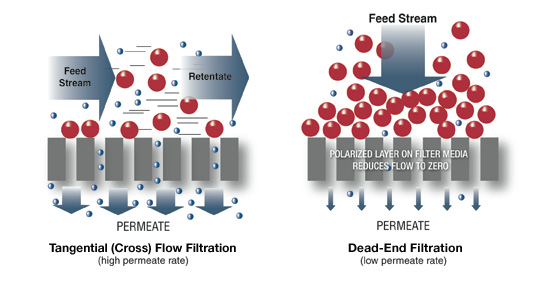 Feed
Stream
Retentate
PERMEATE
Tangential (Cross) Flow Filtration
(high permeate rate)
Feed Stream
POLARIZED LAYER ON FILTER MEDIA
REDUCES FLOW TO ZERO
PERMEATE
Dead-End Filtration
(low permeate rate)